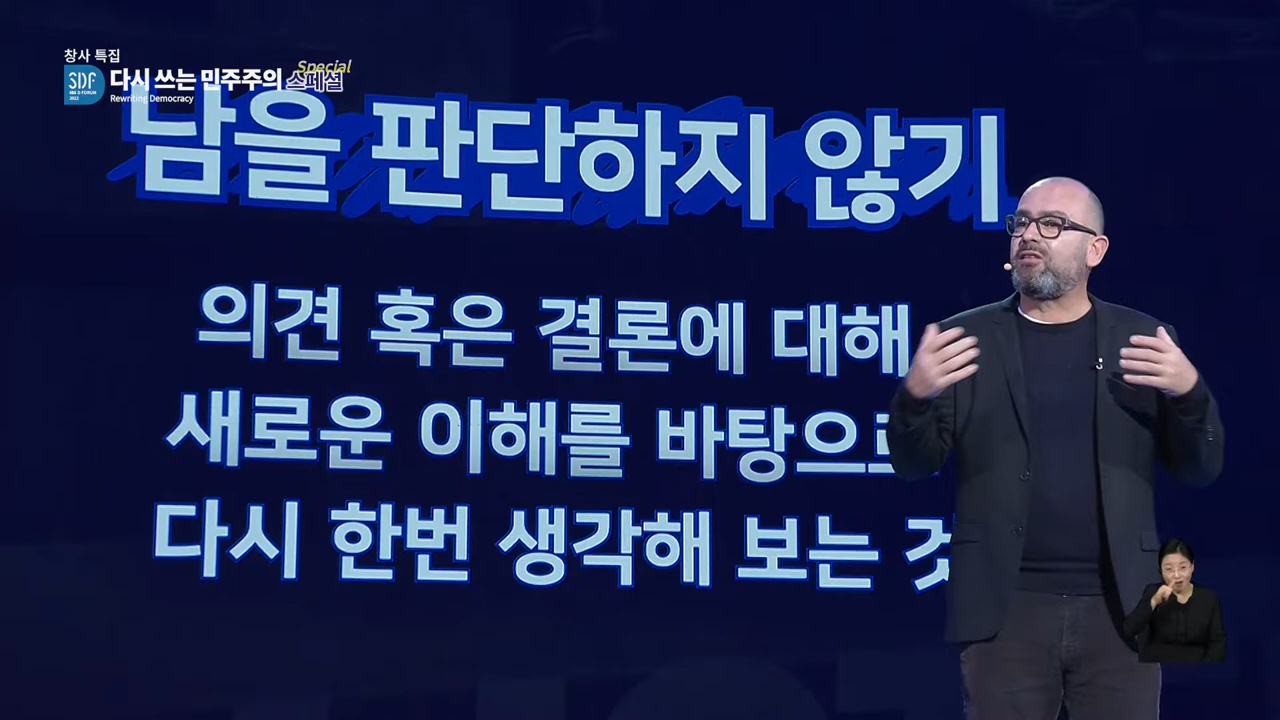 창사 특집
SDF
SBS D FORUM
2022
다시 쓰는 민주주의 스페셜
Special
Rewriting Democracy
남을 판단하지 않기
의견 혹은 결론에 대해
새로운 이해를 바탕으로
다시 한번 생각해 보는 것